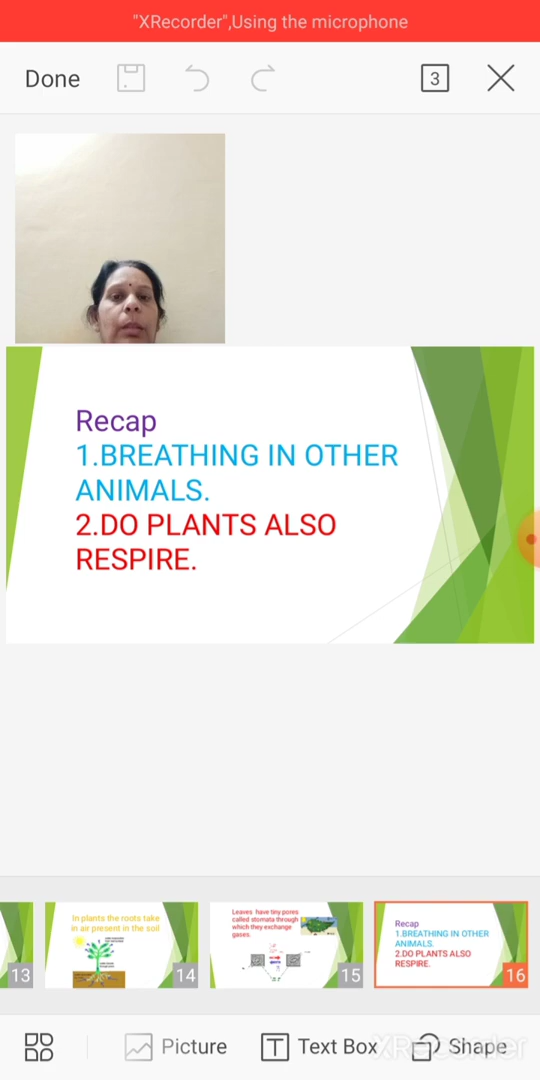 "XRecorder",Using the microphone
Done
3
Recap
1.BREATHING IN OTHER
ANIMALS.
2.DO PLANTS ALSO
RESPIRE.
13
In plants the roots take
in air present in the soil
14
Leaves have tiny pores
called stomata through
which they exchange
gases.
15
Recap
1.BREATHING IN OTHER
ANIMALS.
2.DO PLANTS ALSO
RESPIRE.
16
Picture
Text Box
Shape
XRecorder